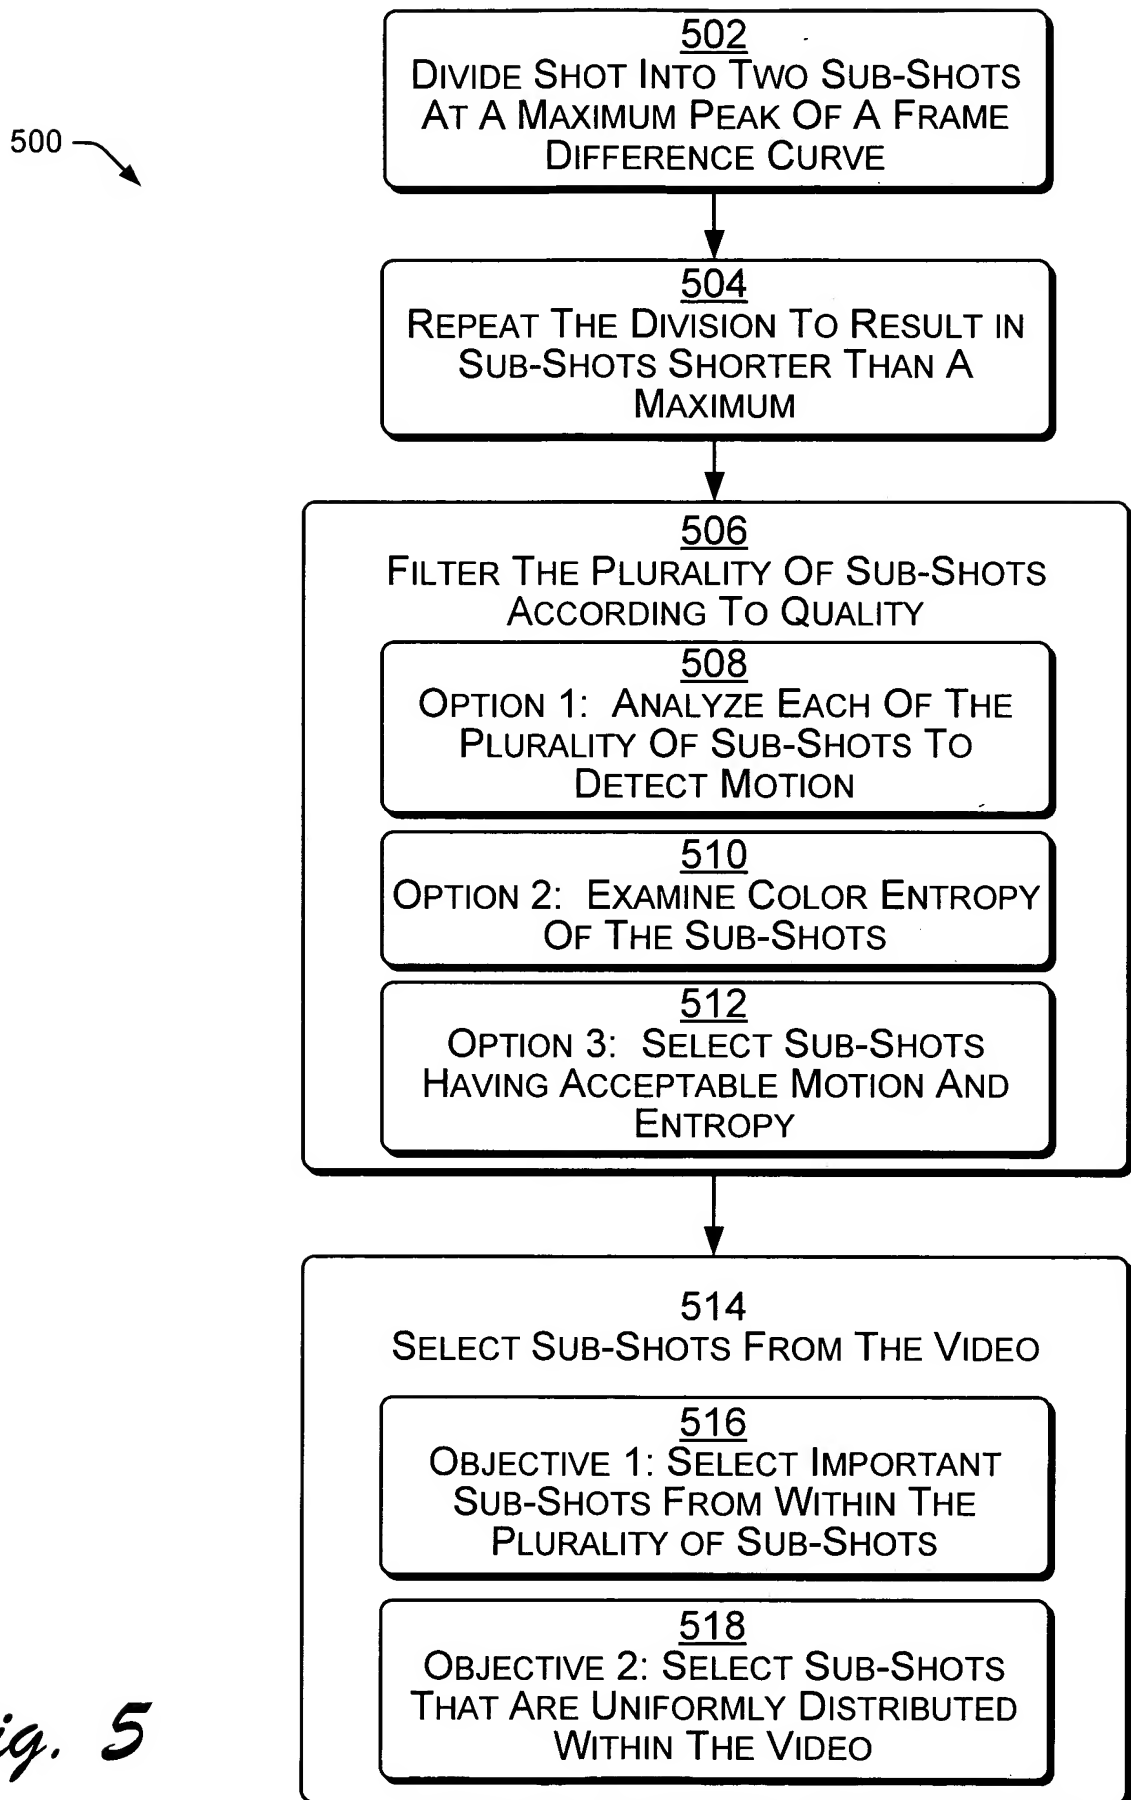 502
DIVIDE SHOT INTO TWO SUB-SHOTS
AT A MAXIMUM PEAK OF A FRAME
DIFFERENCE CURVE
500
504
REPEAT THE DIVISION TO RESULT IN
SUB-SHOTS SHORTER THAN A
MAXIMUM
506
FILTER THE PLURALITY OF SUB-SHOTS
ACCORDING TO QUALITY
508
OPTION 1: ANALYZE EACH OF THE
PLURALITY OF SUB-SHOTS TO
DETECT MOTION
510
OPTION 2: EXAMINE COLOR ENTROPY
OF THE SUB-SHOTS
512
OPTION 3: SELECT SUB-SHOTS
HAVING ACCEPTABLE MOTION AND
ENTROPY
514
SELECT SUB-SHOTS FROM THE VIDEO
516
OBJECTIVE 1: SELECT IMPORTANT
SUB-SHOTS FROM WITHIN THE
PLURALITY OF SUB-SHOTS
518
OBJECTIVE 2: SELECT SUB-SHOTS
THAT ARE UNIFORMLY DISTRIBUTED
WITHIN THE VIDEO
ig. 5